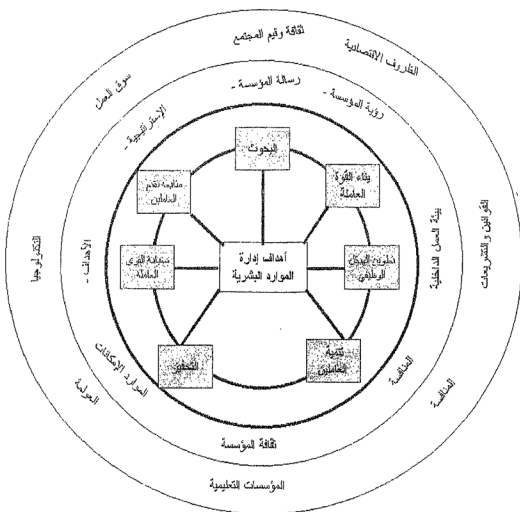 ثقافة وقيم المجتمع
الظروف الاقتصادية
سوق العمل
رسالة المؤسسة -
رؤية المؤسسة -
الإستراتيجية -
البحوث
بناء القوة
العاملة
متابعة تقدم
العاملين
القوانين والتشريعات
بيئة العمل الداخلية
التكنولوجيا
الأهداف -
أهداف إدارة
الموارد البشرية
تطوير الهيكل
الوظيفي
صيانة القوى
العاملة
تنمية
العاملين
التحفيز
المنافسة
المنافسة
الموارد الإمكانات
العولمة
ثقافة المؤسسة
المؤسسات التعليمية